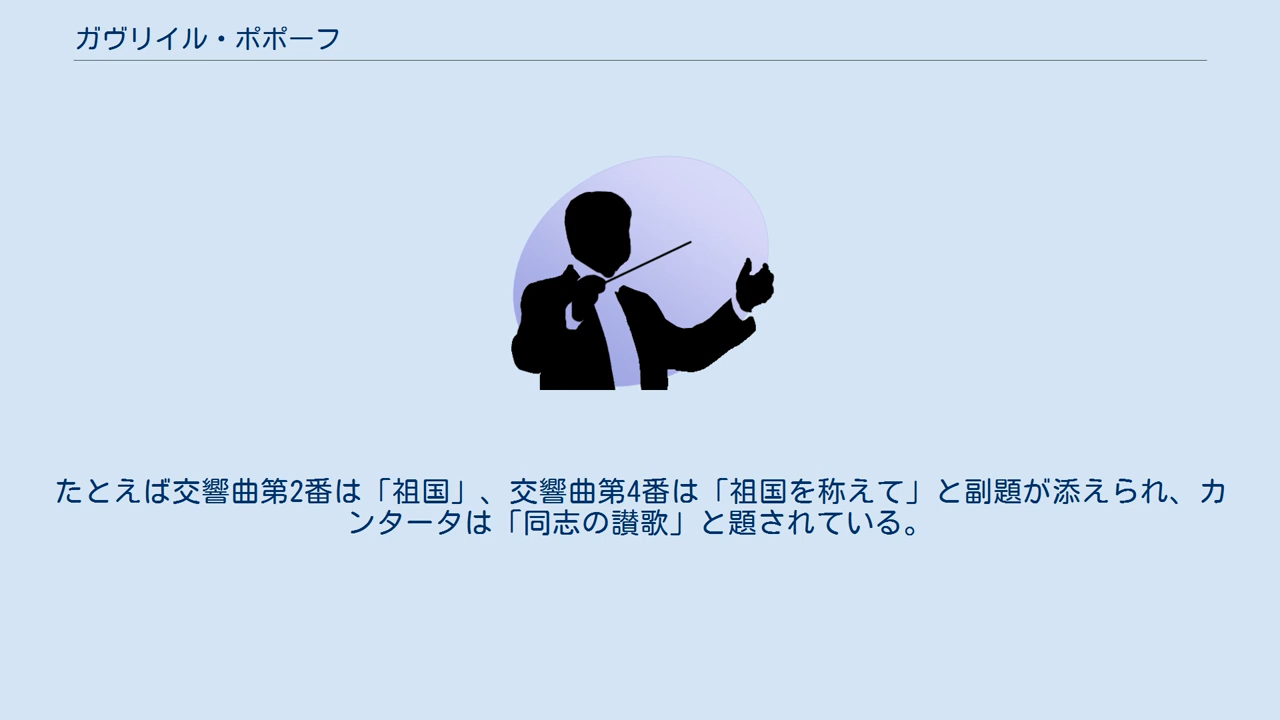 ガヴリイル・ポポーフ
たとえば交響曲第2番は「祖国」、交響曲第4番は「祖国を称えて」と副題が添えられ、カ
ンタータは「同志の讃歌」と題されている。